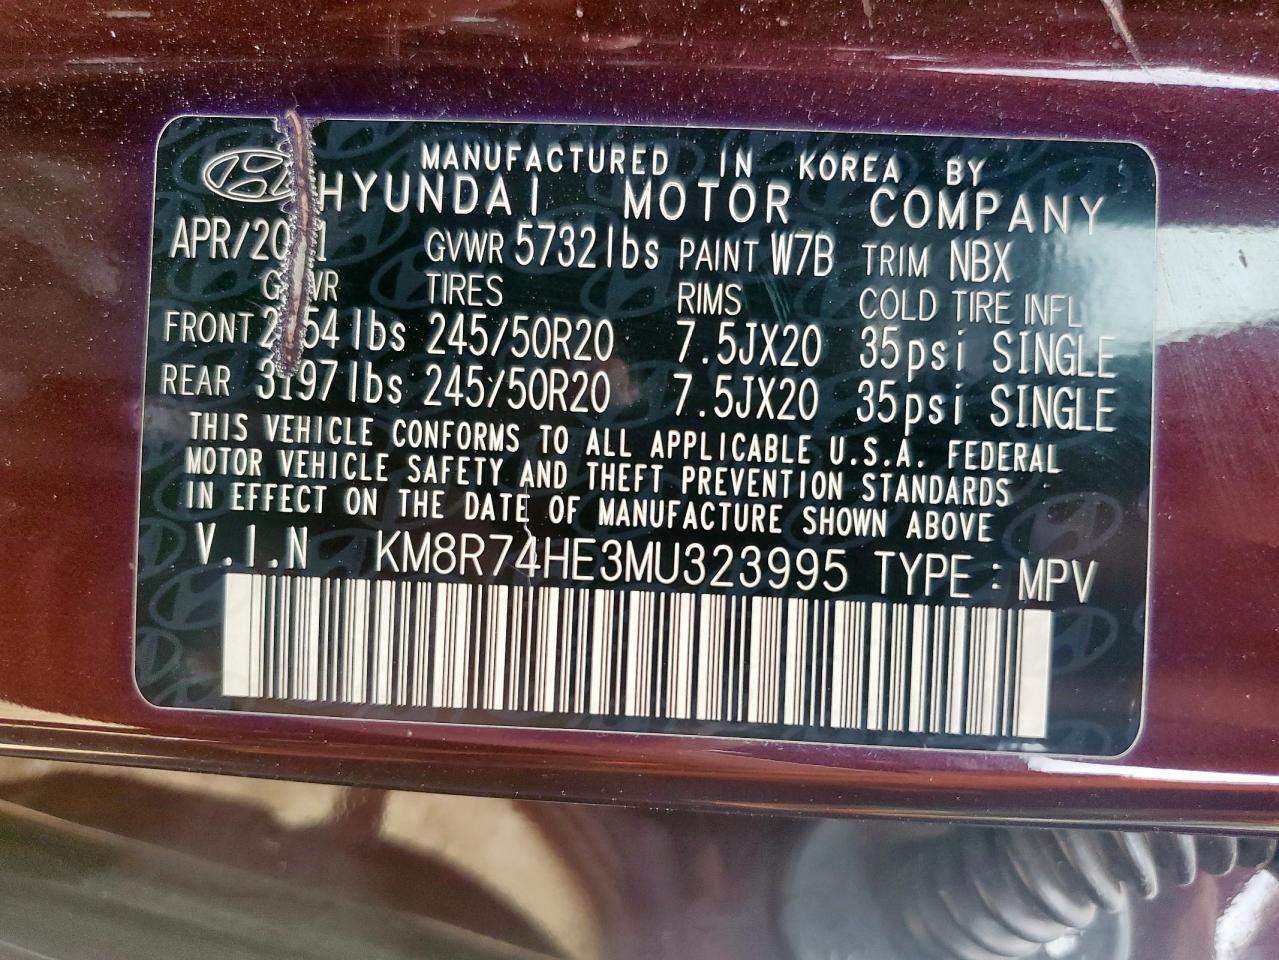 MANUFACTURED IN KOREA BY
HYUNDAI MOTOR COMPANY
GVWR 5732lbs PAINT W7B TRIM NBX
TIRES RIMS COLD TIRE INFL
FRONT lbs 245/50R20 7.5JX20 35psi SINGLE
REAR 3197lbs 245/50R20 7.5JX20 35psi SINGLE
THIS VEHICLE CONFORMS TO ALL APPLICABLE U.S.A. FEDERAL
MOTOR VEHICLE SAFETY AND THEFT PREVENTION STANDARDS
IN EFFECT ON THE DATE OF MANUFACTURE SHOWN ABOVE
V.I.N KM8R74HE3MU323995 TYPE : MPV